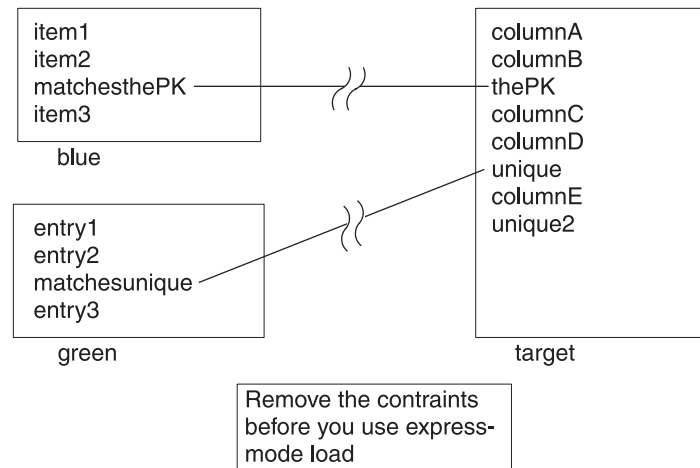 item1
item2
matchesthePK
item3
blue
entry1
entry2
matchesunique
entry3
green
columnA
columnB
thePK
columnC
columnD
unique
columnE
unique2
target
Remove the contraints
before you use express-
mode load